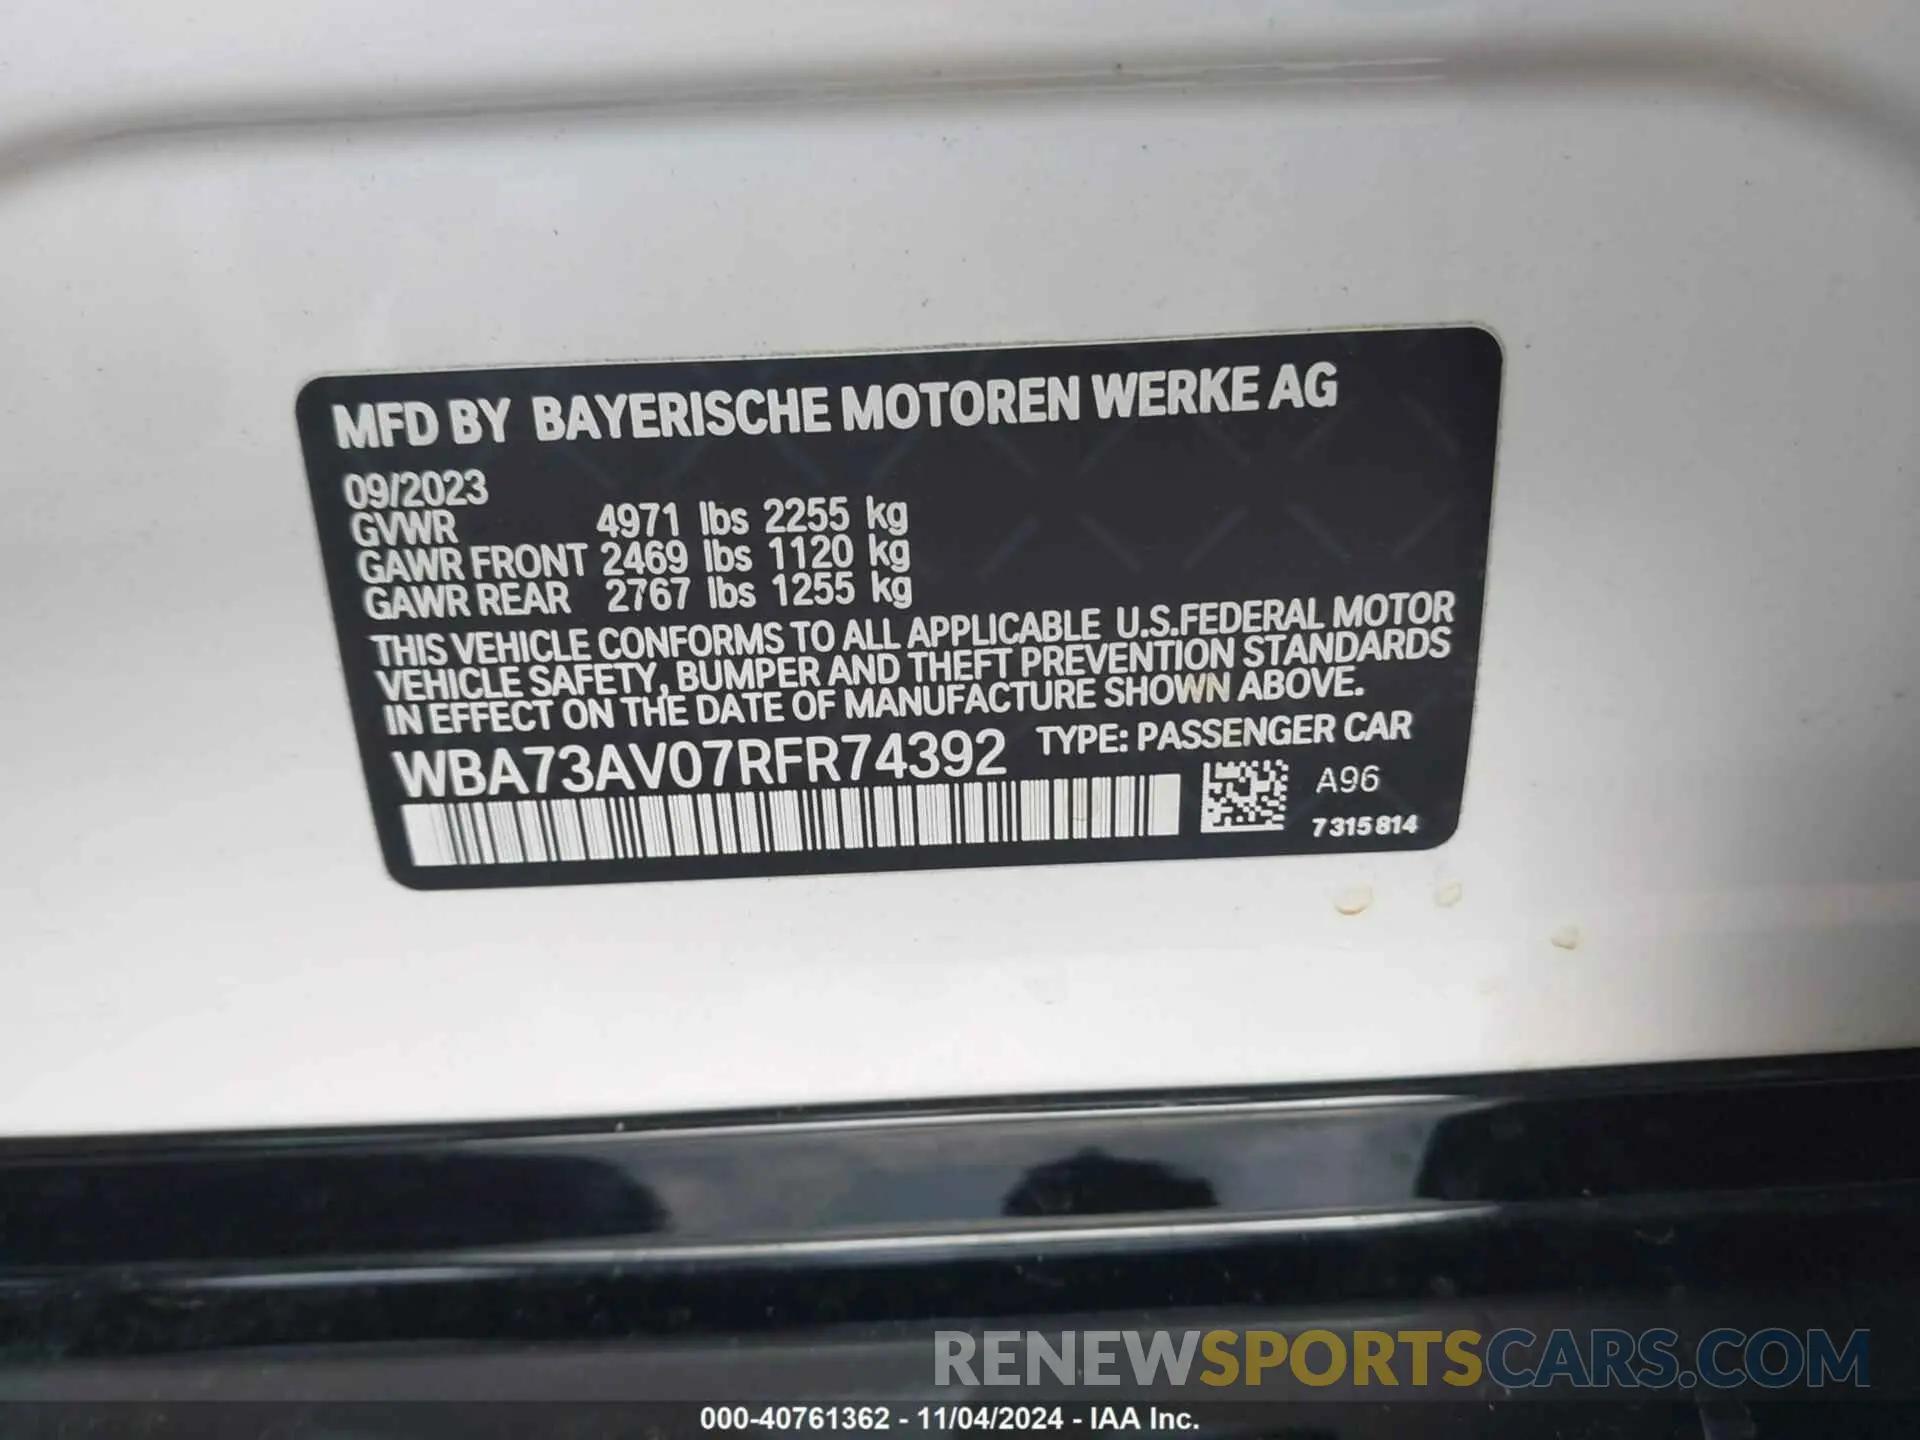 MFD BY BAYERISCHE MOTOREN WERKE AG
09/2023
GVWR 4971 lbs 2255 kg
GAWR FRONT 2469 lbs 1120 kg
GAWR REAR 2767 lbs 1255 kg
THIS VEHICLE CONFORMS TO ALL APPLICABLE U.S.FEDERAL MOTOR
VEHICLE SAFETY, BUMPER AND THEFT PREVENTION STANDARDS
IN EFFECT ON THE DATE OF MANUFACTURE SHOWN ABOVE.
WBA73AV07RFR74392 TYPE: PASSENGER CAR
A96
7315814
RENEWSPORTSCARS.COM
000-40761362 - 11/04/2024 - IAA Inc.